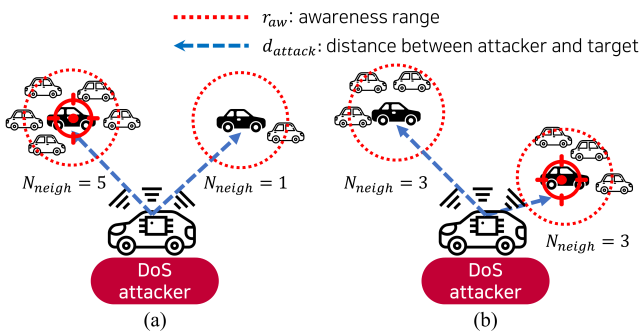 r_aw: awareness range
d_attack: distance between attacker and target
N_neigh = 5
N_neigh = 1
N_neigh = 3
N_neigh = 3
DoS
attacker
DoS
attacker
(a)
(b)